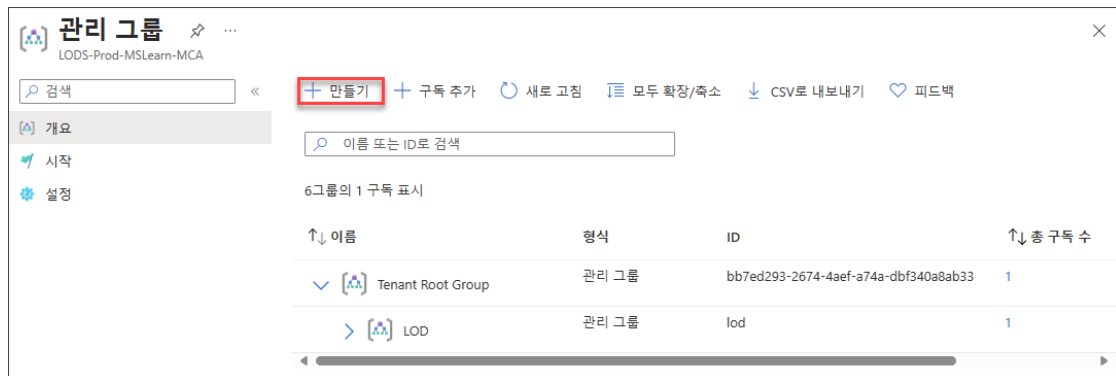 관리 그룹
LODS-Prod-MSLearn-MCA
검색
개요
시작
설정
만들기 구독 추가 새로 고침 모두 확장/축소 CSV로 내보내기 피드백
이름 또는 ID로 검색
6그룹의 1 구독 표시
이름 형식 ID 총 구독 수
Tenant Root Group 관리 그룹 bb7ed293-2674-4aef-a74a-dbf340a8ab33 1
LOD 관리 그룹 lod 1